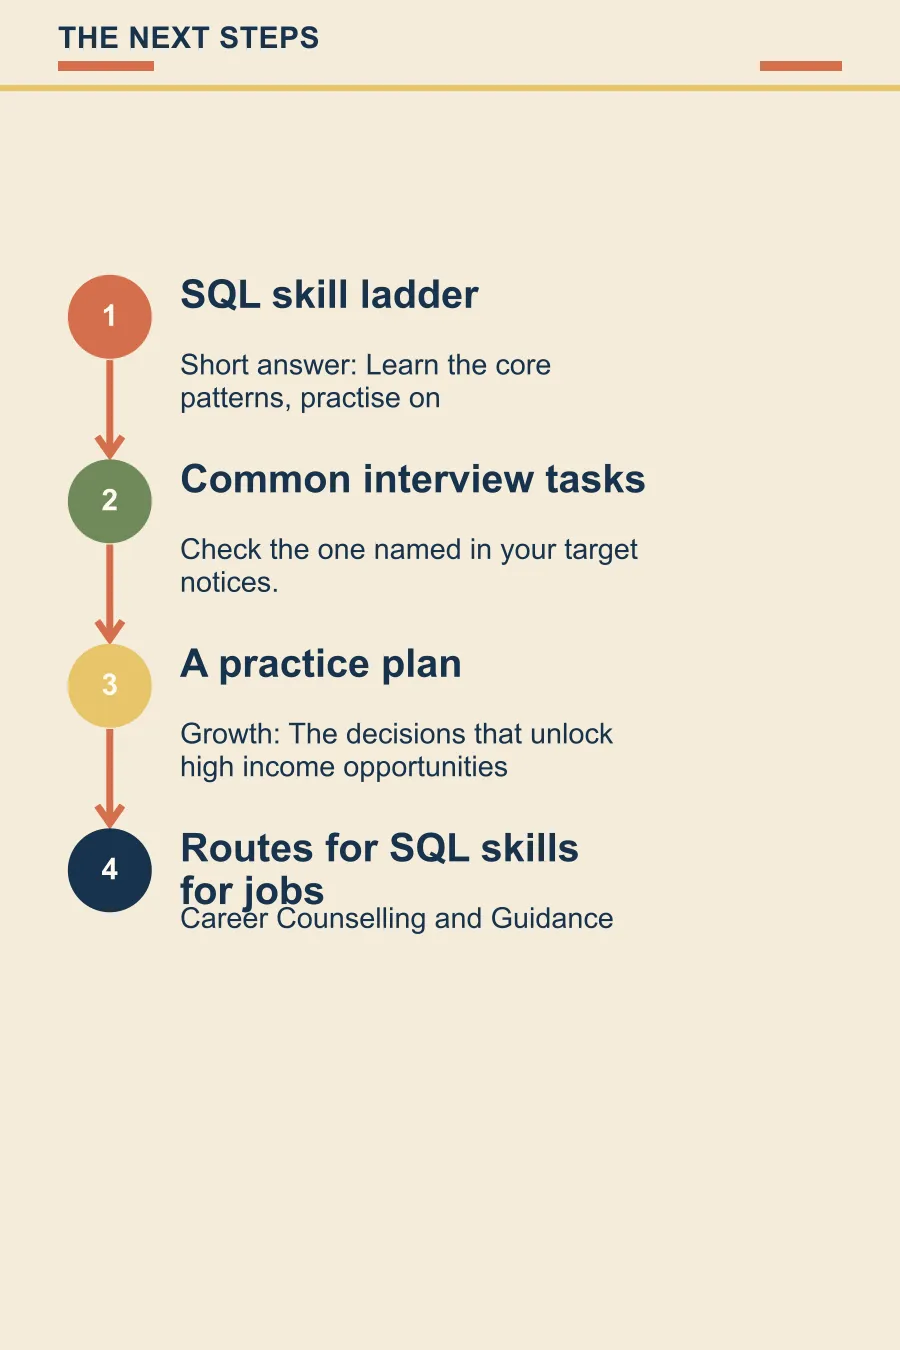 THE NEXT STEPS
1
SQL skill ladder
Short answer: Learn the core
patterns, practise on
2
Common interview tasks
Check the one named in your target
notices.
3
A practice plan
Growth: The decisions that unlock
high income opportunities
4
Routes for SQL skills
for jobs
Career Counselling and Guidance